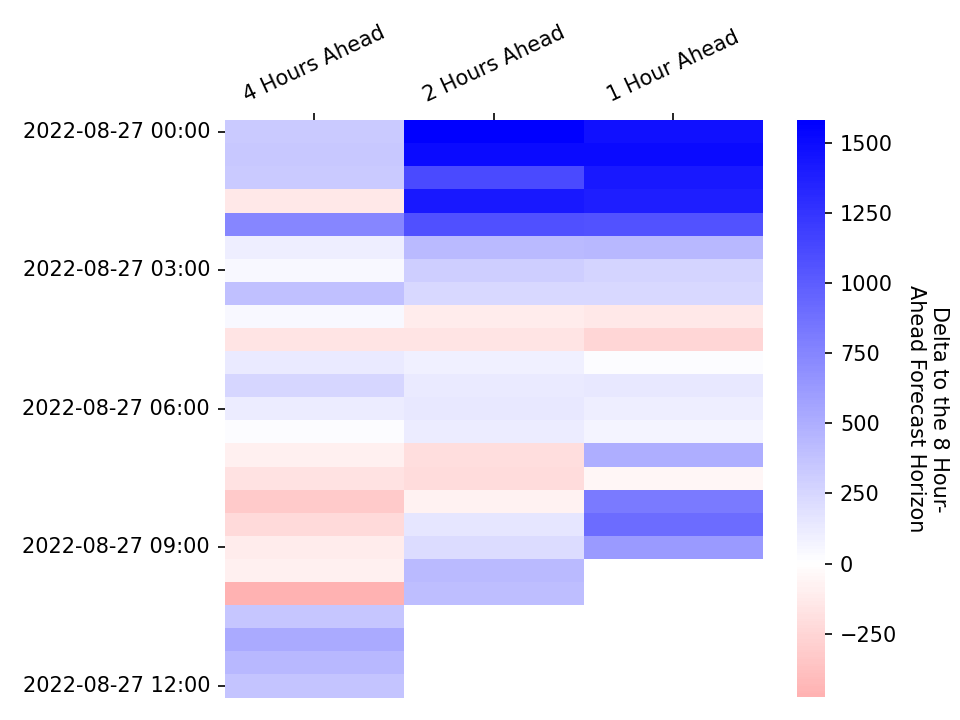 4 Hours Ahead
2 Hours Ahead
1 Hour Ahead
2022-08-27 00:00
2022-08-27 03:00
2022-08-27 06:00
2022-08-27 09:00
2022-08-27 12:00
1500
1250
1000
750
500
250
0
−250
Delta to the 8 Hour-
Ahead Forecast Horizon